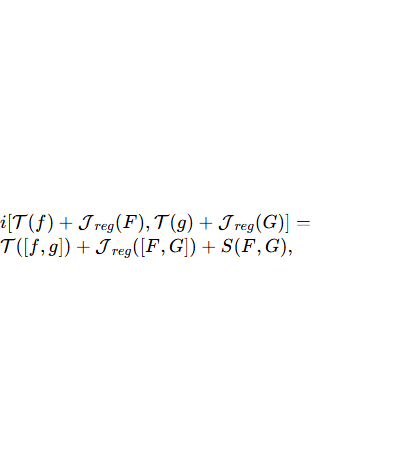 i[𝒯(f) + 𝒥_reg(F), 𝒯(g) + 𝒥_reg(G)] =
𝒯([f, g]) + 𝒥_reg([F, G]) + S(F, G),